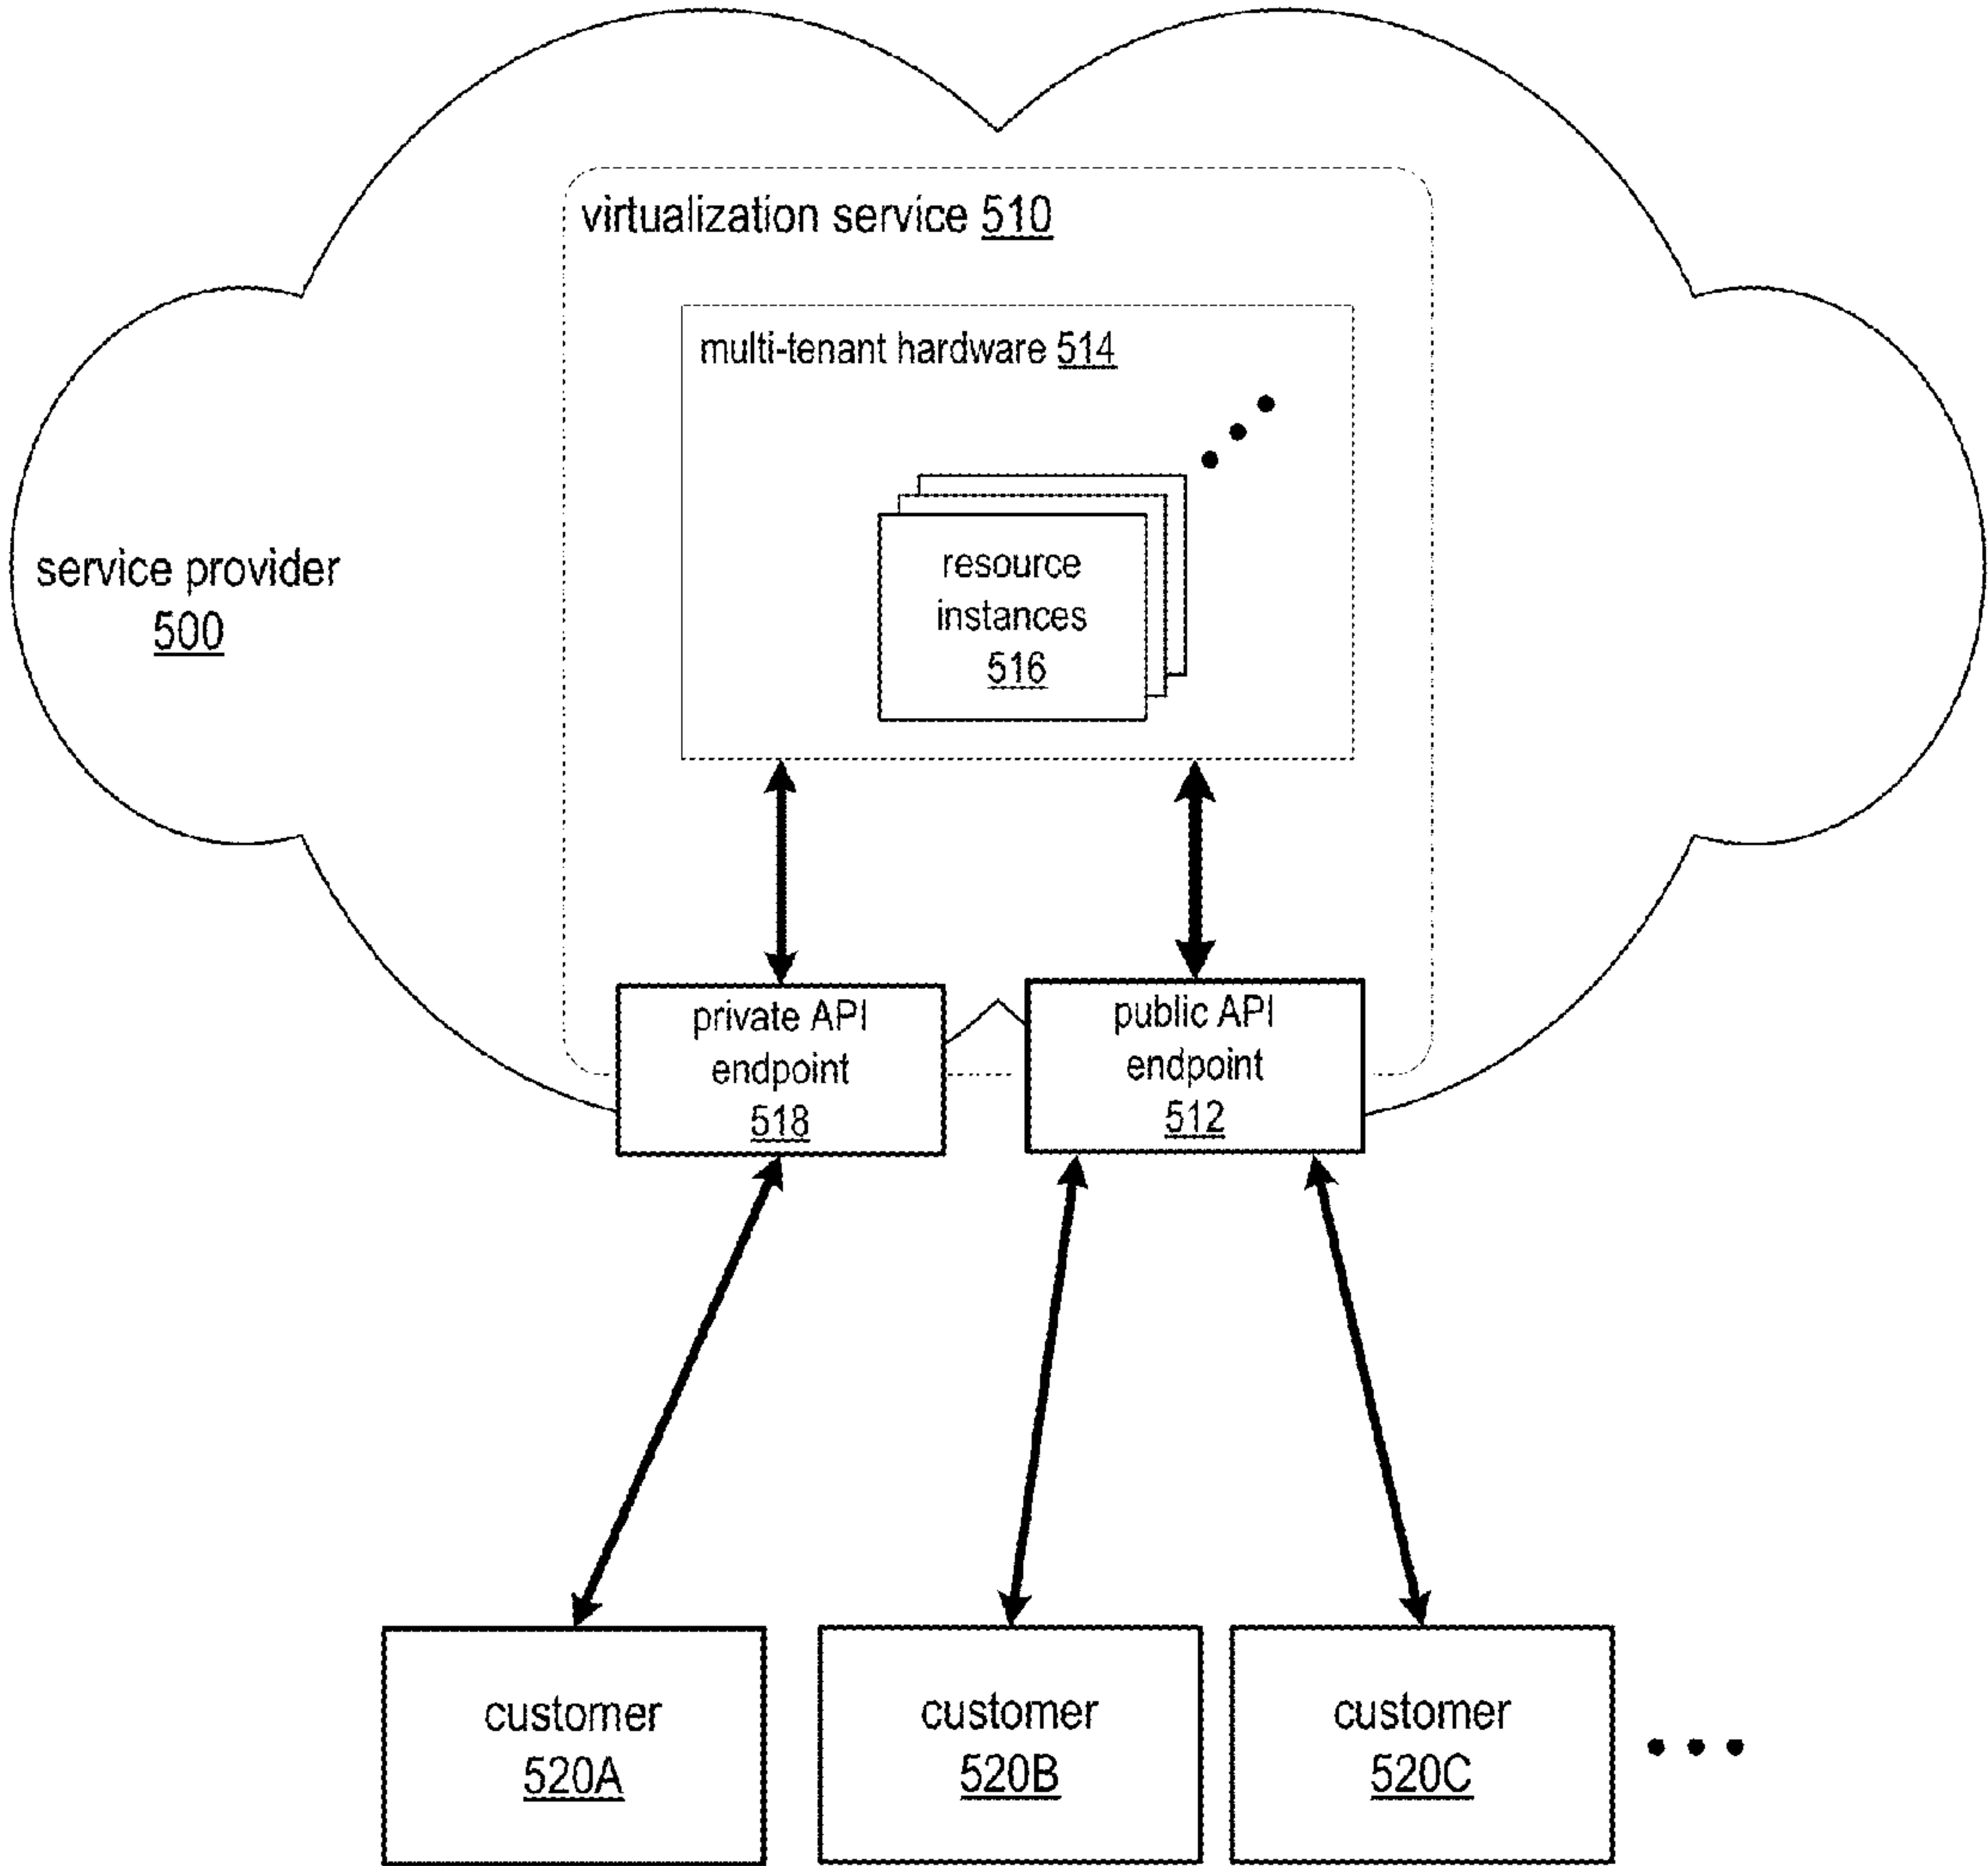 virtualization service 510
multi-tenant hardware 514
service provider
500
resource
instances
516
private API
endpoint
518
public API
endpoint
512
customer
520A
customer
520B
customer
520C